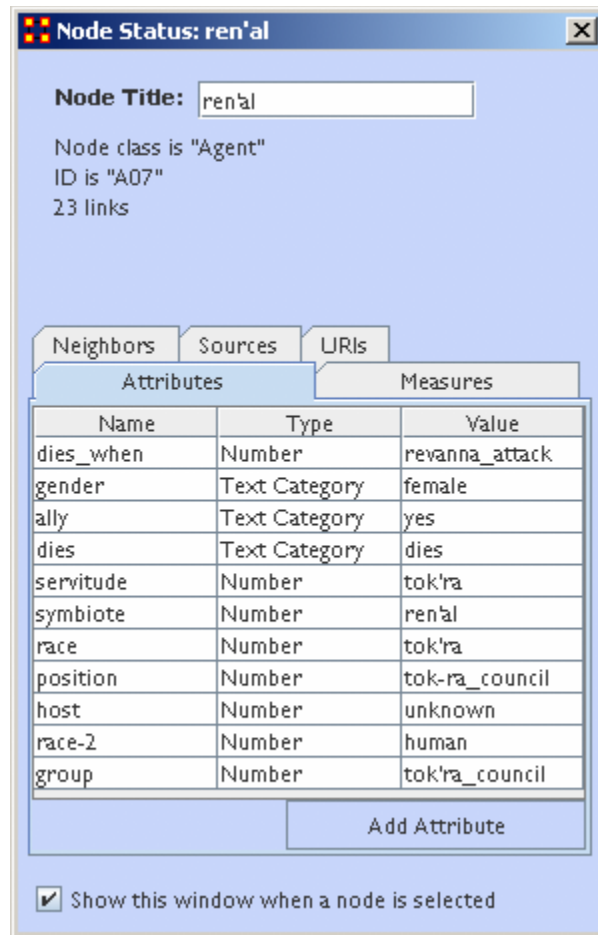 Node Status: ren'al
Node Title: ren'al
Node class is "Agent"
ID is "A07"
23 links
Neighbors Sources URIs
Attributes Measures
Name Type Value
dies_when Number revanna_attack
gender Text Category female
ally Text Category yes
dies Text Category dies
servitude Number tok'ra
symbiote Number ren'al
race Number tok'ra
position Number tok-ra_council
host Number unknown
race-2 Number human
group Number tok'ra_council
Add Attribute
Show this window when a node is selected